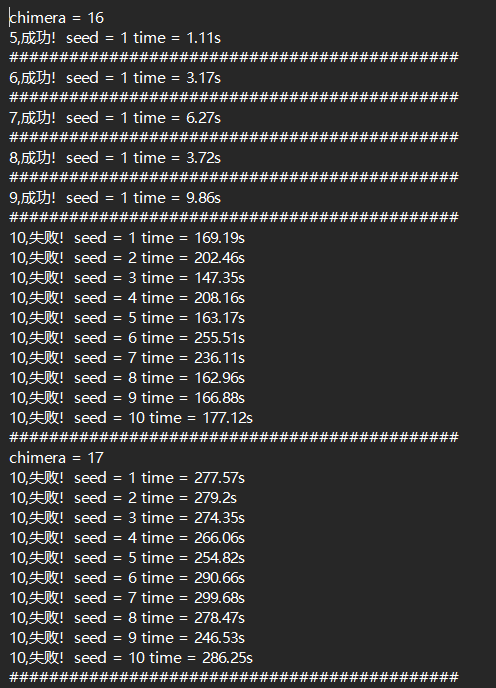 chimera = 16
5,成功！seed = 1 time = 1.11s
#############################################
6,成功！seed = 1 time = 3.17s
#############################################
7,成功！seed = 1 time = 6.27s
#############################################
8,成功！seed = 1 time = 3.72s
#############################################
9,成功！seed = 1 time = 9.86s
#############################################
10,失败！seed = 1 time = 169.19s
10,失败！seed = 2 time = 202.46s
10,失败！seed = 3 time = 147.35s
10,失败！seed = 4 time = 208.16s
10,失败！seed = 5 time = 163.17s
10,失败！seed = 6 time = 255.51s
10,失败！seed = 7 time = 236.11s
10,失败！seed = 8 time = 162.96s
10,失败！seed = 9 time = 166.88s
10,失败！seed = 10 time = 177.12s
#############################################
chimera = 17
10,失败！seed = 1 time = 277.57s
10,失败！seed = 2 time = 279.2s
10,失败！seed = 3 time = 274.35s
10,失败！seed = 4 time = 266.06s
10,失败！seed = 5 time = 254.82s
10,失败！seed = 6 time = 290.66s
10,失败！seed = 7 time = 299.68s
10,失败！seed = 8 time = 278.47s
10,失败！seed = 9 time = 246.53s
10,失败！seed = 10 time = 286.25s
#############################################